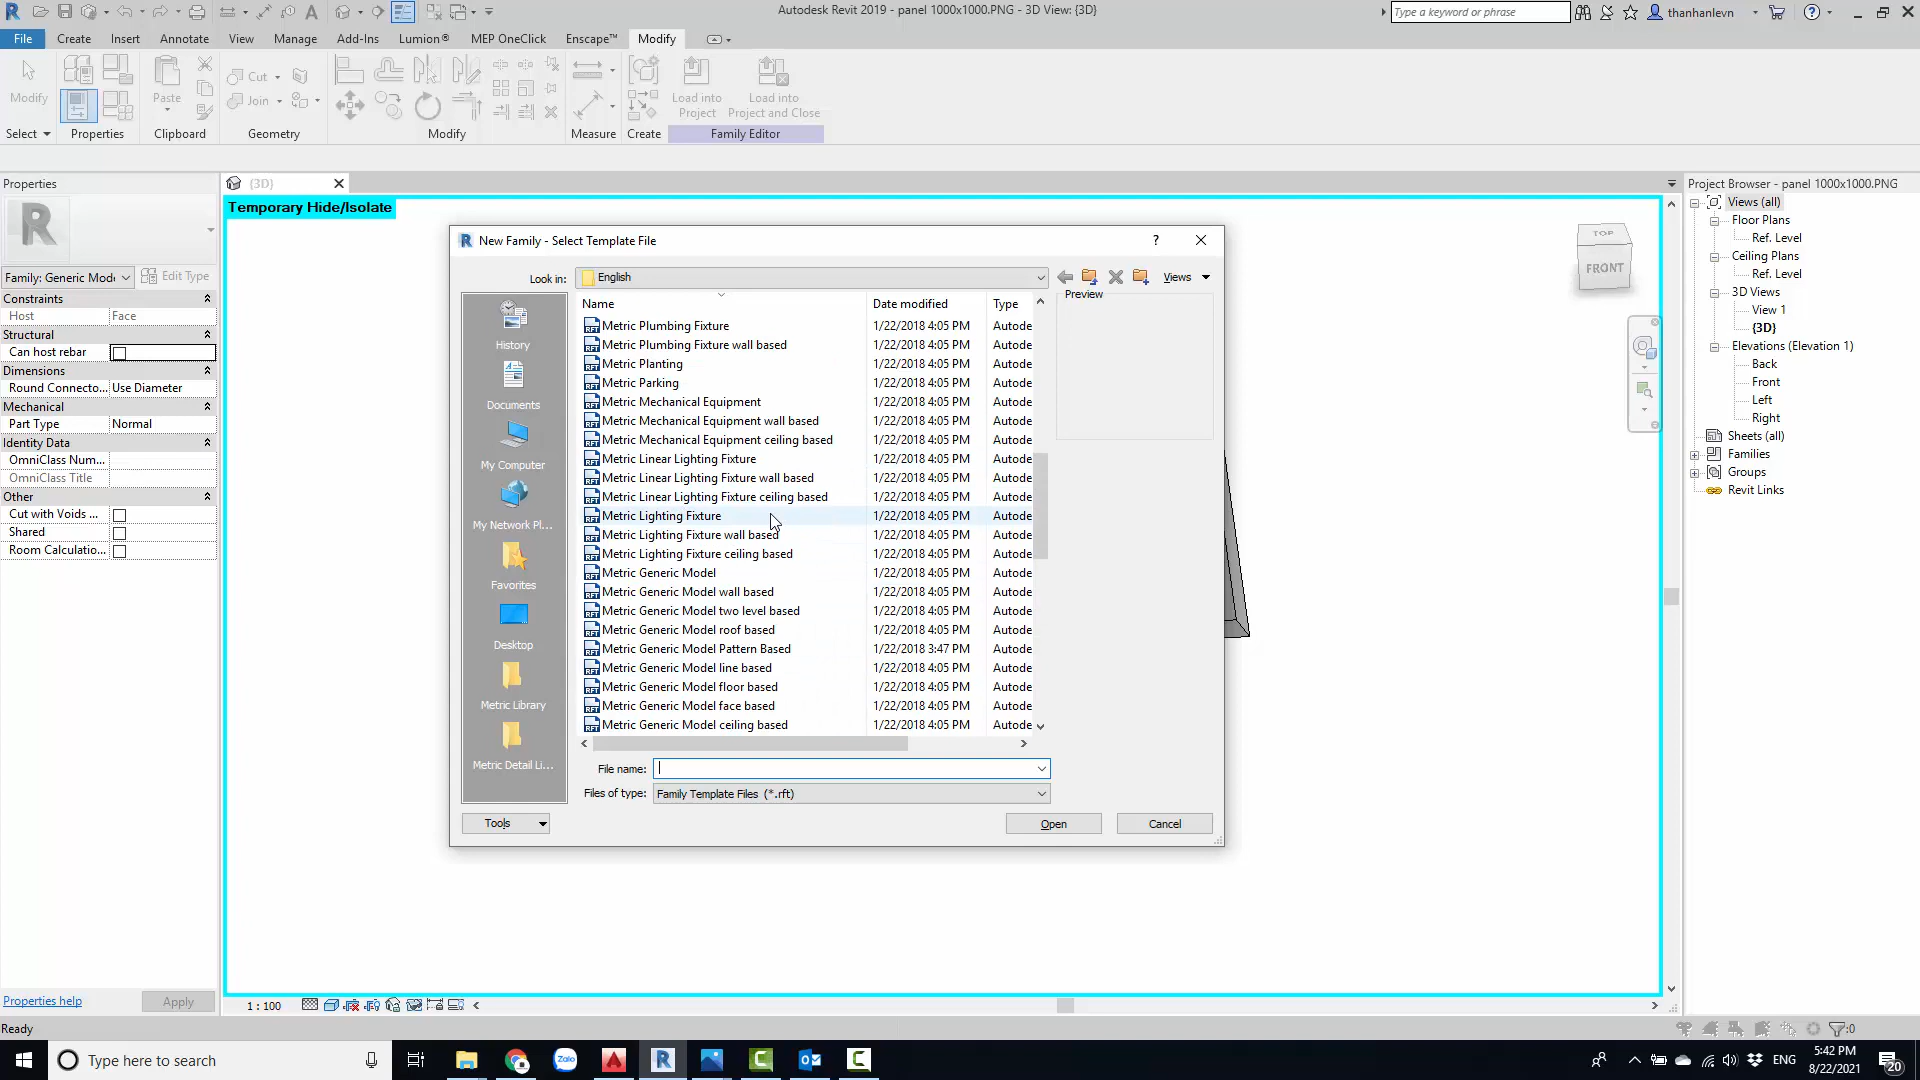 Autodesk Revit 2019 - panel 1000x1000.PNG - 3D View: {3D}
Type a keyword or phrase
thanhanlevn
File
Create
Insert
Annotate
View
Manage
Add-Ins
Lumion®
MEP OneClick
Enscape™
Modify
Modify
Paste
Cut
Join
Load into
Project
Load into
Project and Close
Select
Properties
Clipboard
Geometry
Modify
Measure
Create
Family Editor
Properties
{3D}
Project Browser - panel 1000x1000.PNG
R
Family: Generic Mode
Edit Type
Constraints
Host Face
Structural
Can host rebar
Dimensions
Round Connecto... Use Diameter
Mechanical
Part Type Normal
Identity Data
OmniClass Num...
OmniClass Title
Other
Cut with Voids ...
Shared
Room Calculatio...
Properties help
Apply
Temporary Hide/Isolate
New Family - Select Template File
Look in:
English
Views
History
Documents
My Computer
My Network Pl...
Favorites
Desktop
Metric Library
Metric Detail Li...
Name Date modified Type
Metric Plumbing Fixture 1/22/2018 4:05 PM Autode
Metric Plumbing Fixture wall based 1/22/2018 4:05 PM Autode
Metric Planting 1/22/2018 4:05 PM Autode
Metric Parking 1/22/2018 4:05 PM Autode
Metric Mechanical Equipment 1/22/2018 4:05 PM Autode
Metric Mechanical Equipment wall based 1/22/2018 4:05 PM Autode
Metric Mechanical Equipment ceiling based 1/22/2018 4:05 PM Autode
Metric Linear Lighting Fixture 1/22/2018 4:05 PM Autode
Metric Linear Lighting Fixture wall based 1/22/2018 4:05 PM Autode
Metric Linear Lighting Fixture ceiling based 1/22/2018 4:05 PM Autode
Metric Lighting Fixture 1/22/2018 4:05 PM Autode
Metric Lighting Fixture wall based 1/22/2018 4:05 PM Autode
Metric Lighting Fixture ceiling based 1/22/2018 4:05 PM Autode
Metric Generic Model 1/22/2018 4:05 PM Autode
Metric Generic Model wall based 1/22/2018 4:05 PM Autode
Metric Generic Model two level based 1/22/2018 4:05 PM Autode
Metric Generic Model roof based 1/22/2018 4:05 PM Autode
Metric Generic Model Pattern Based 1/22/2018 3:47 PM Autode
Metric Generic Model line based 1/22/2018 4:05 PM Autode
Metric Generic Model floor based 1/22/2018 4:05 PM Autode
Metric Generic Model face based 1/22/2018 4:05 PM Autode
Metric Generic Model ceiling based 1/22/2018 4:05 PM Autode
Preview
File name:
Files of type:
Family Template Files (*.rft)
Tools
Open
Cancel
TOP
FRONT
Views (all)
Floor Plans
Ref. Level
Ceiling Plans
Ref. Level
3D Views
View 1
{3D}
Elevations (Elevation 1)
Back
Front
Left
Right
Sheets (all)
Families
Groups
Revit Links
1 : 100
Ready
:0
Type here to search
Zalo
ENG
5:42 PM
8/22/2021
20